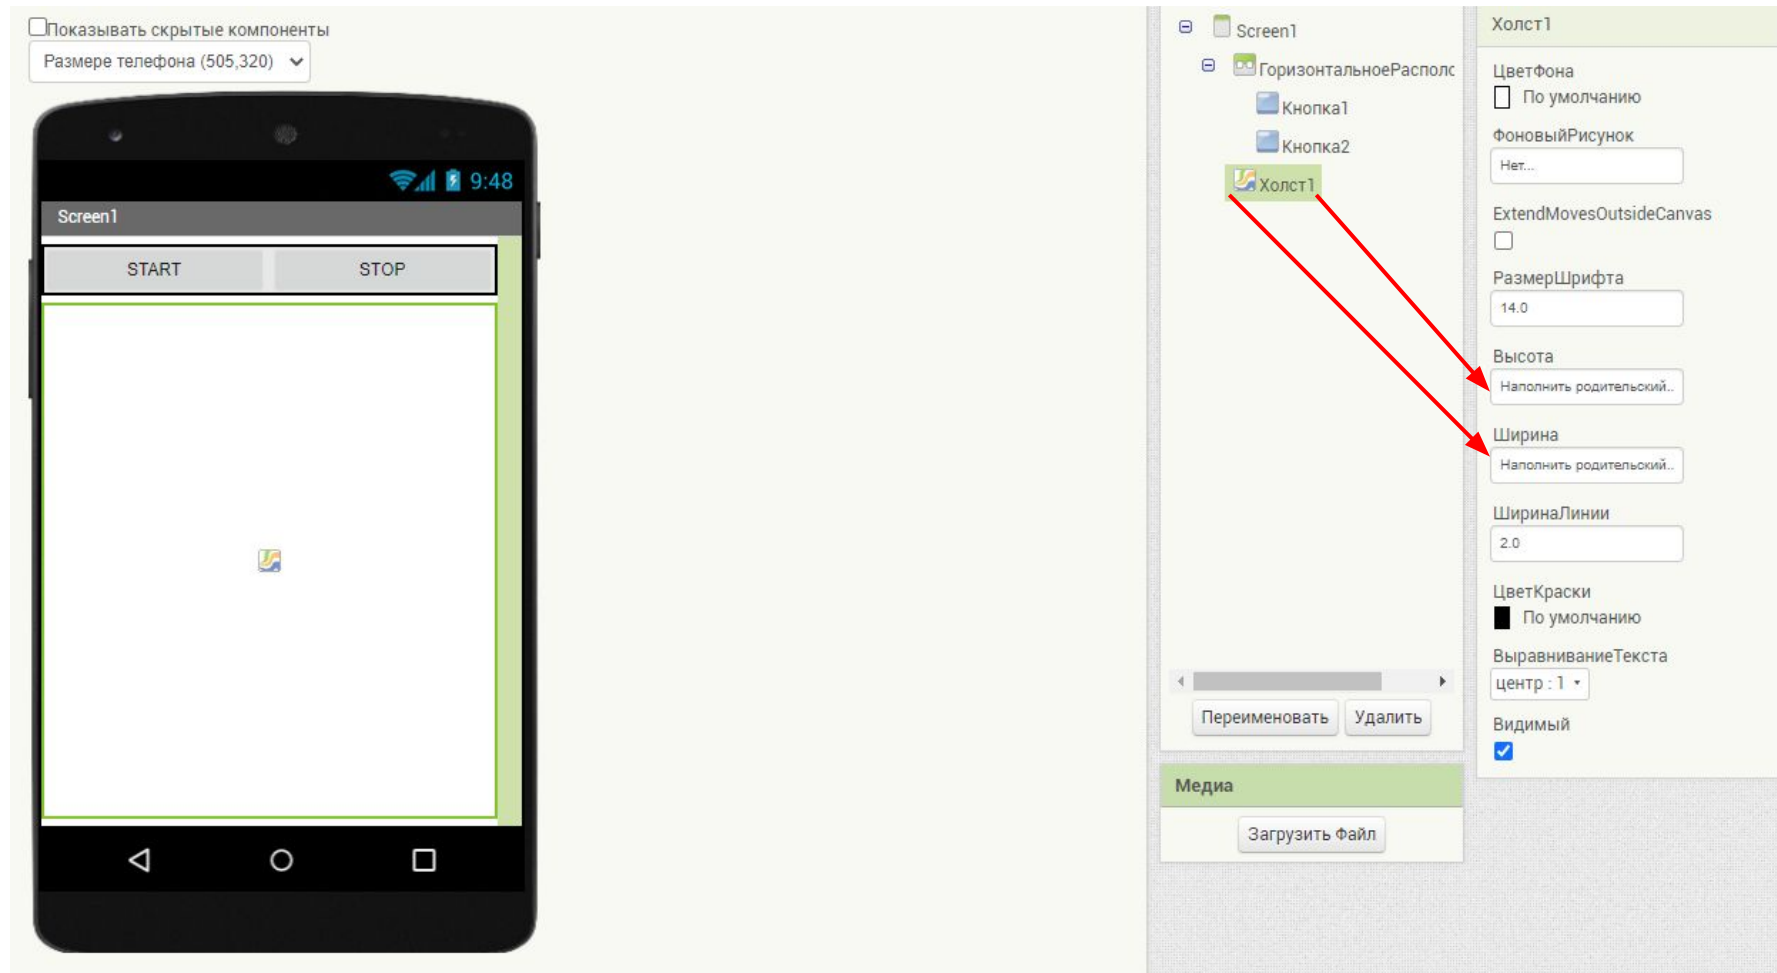 Показывать скрытые компоненты
Размере телефона (505,320)
9:48
Screen1
START
STOP
Screen1
ГоризонтальноеРасполо
Кнопка1
Кнопка2
Холст1
Переименовать
Удалить
Медиа
Загрузить Файл
Холст1
ЦветФона
По умолчанию
ФоновыйРисунок
Нет...
ExtendMovesOutsideCanvas
РазмерШрифта
14.0
Высота
Наполнить родительский..
Ширина
Наполнить родительский..
ШиринаЛинии
2.0
ЦветКраски
По умолчанию
ВыравниваниеТекста
центр : 1
Видимый